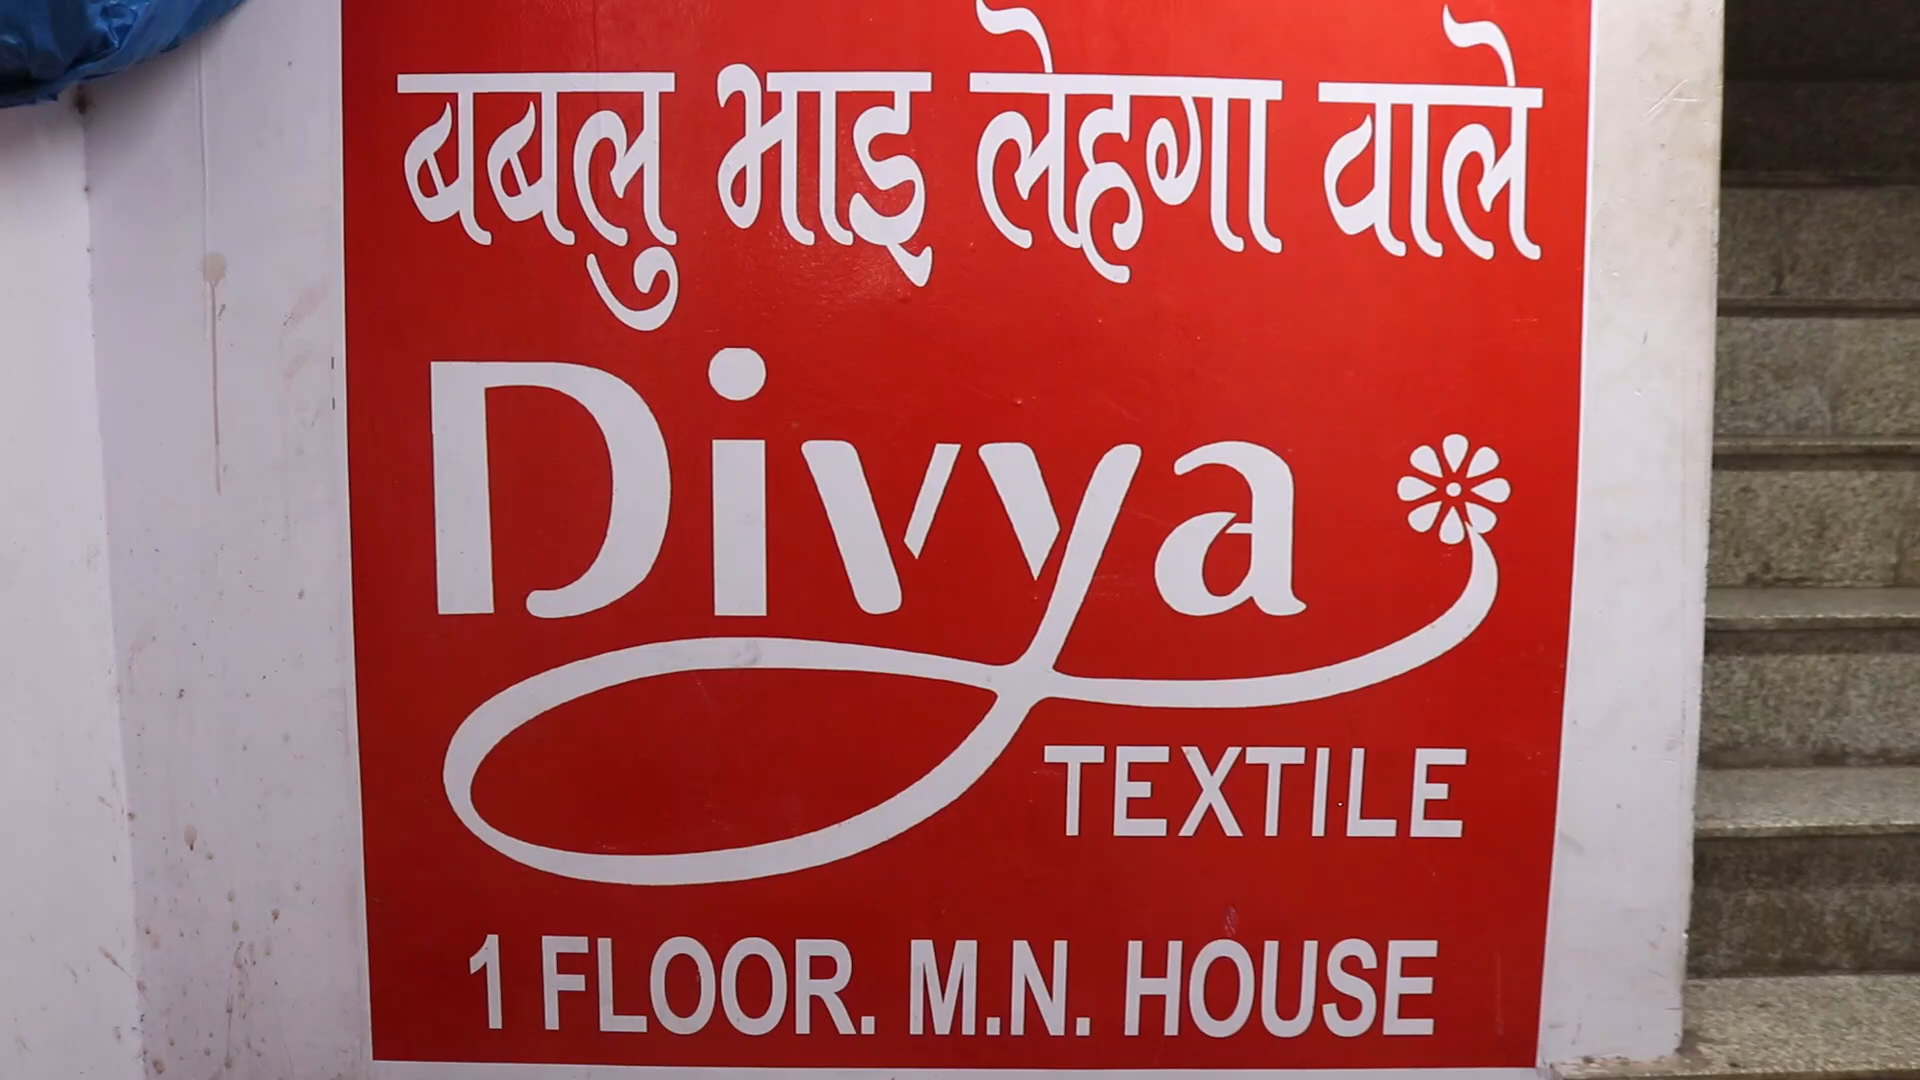 बबलु भाइ लेहगा वाले
Divya
TEXTILE
1 FLOOR. M.N. HOUSE